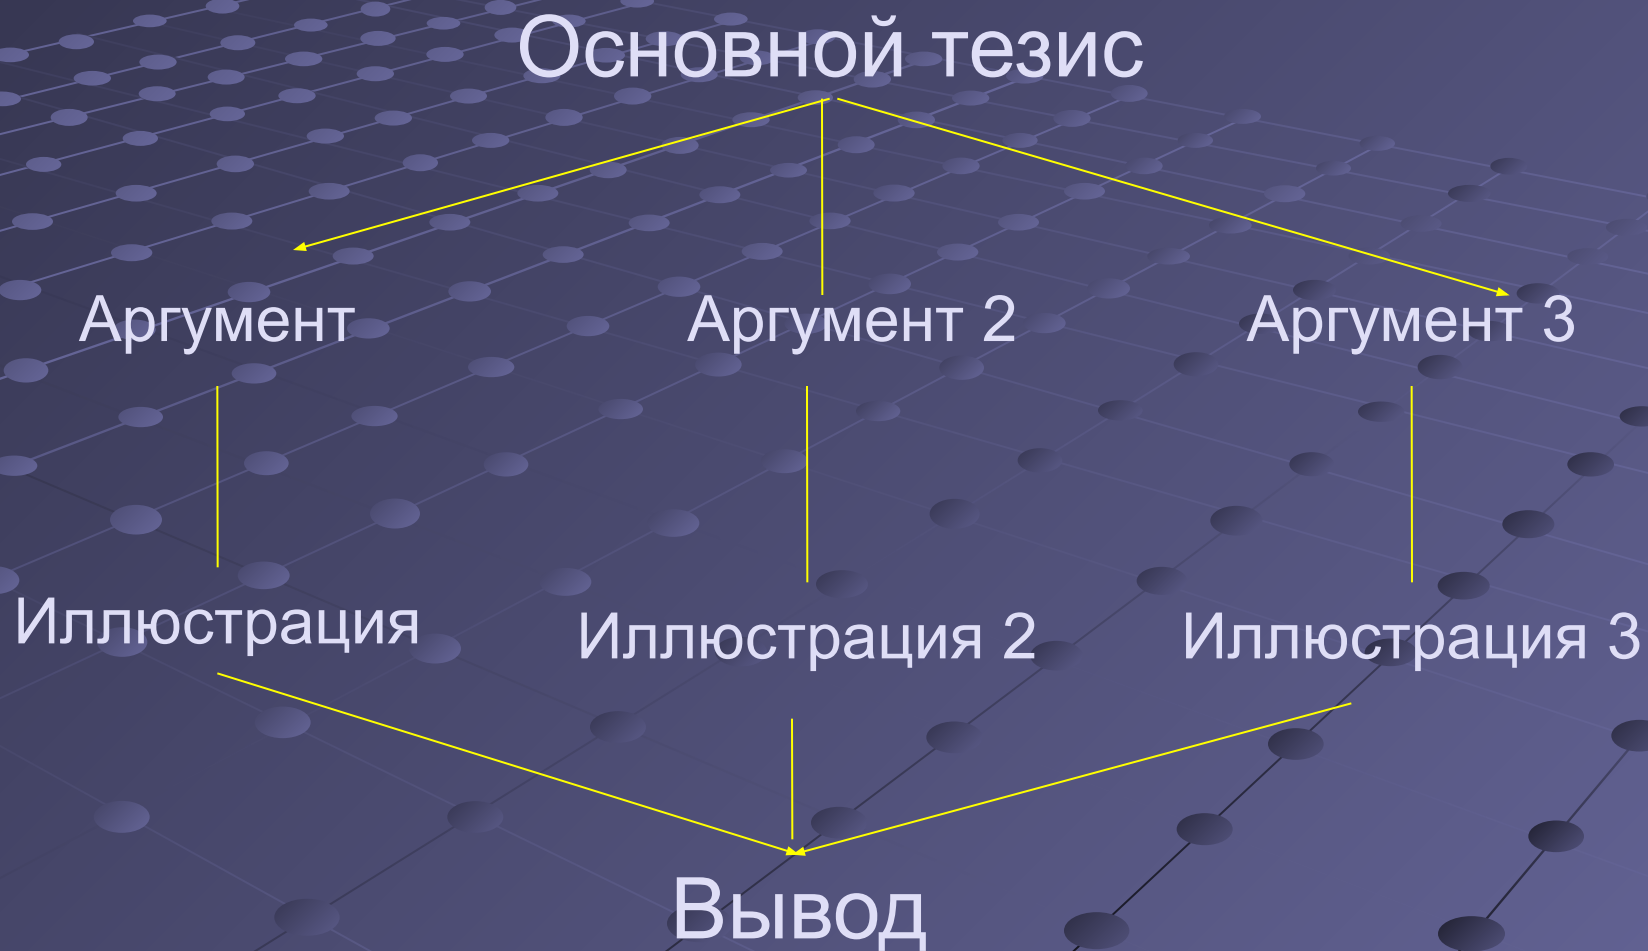 Основной тезис
Аргумент
Аргумент 2
Аргумент 3
Иллюстрация
Иллюстрация 2
Иллюстрация 3
Вывод